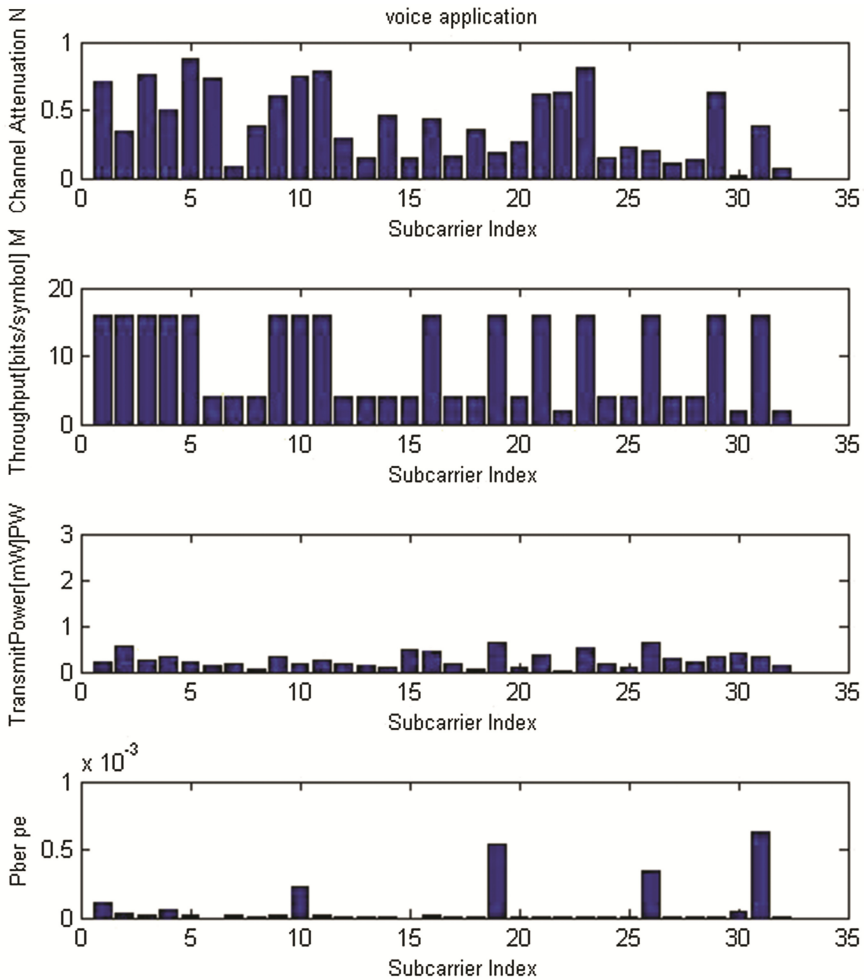 voice application
Channel Attenuation N
1
0.5
0
0 5 10 15 20 25 30 35
Subcarrier Index
Throughput[bits/symbol] M
20
10
0
0 5 10 15 20 25 30 35
Subcarrier Index
TransmitPower[mW]PW
3
2
1
0
0 5 10 15 20 25 30 35
Subcarrier Index
x 10-3
Pber pe
1
0.5
0
0 5 10 15 20 25 30 35
Subcarrier Index